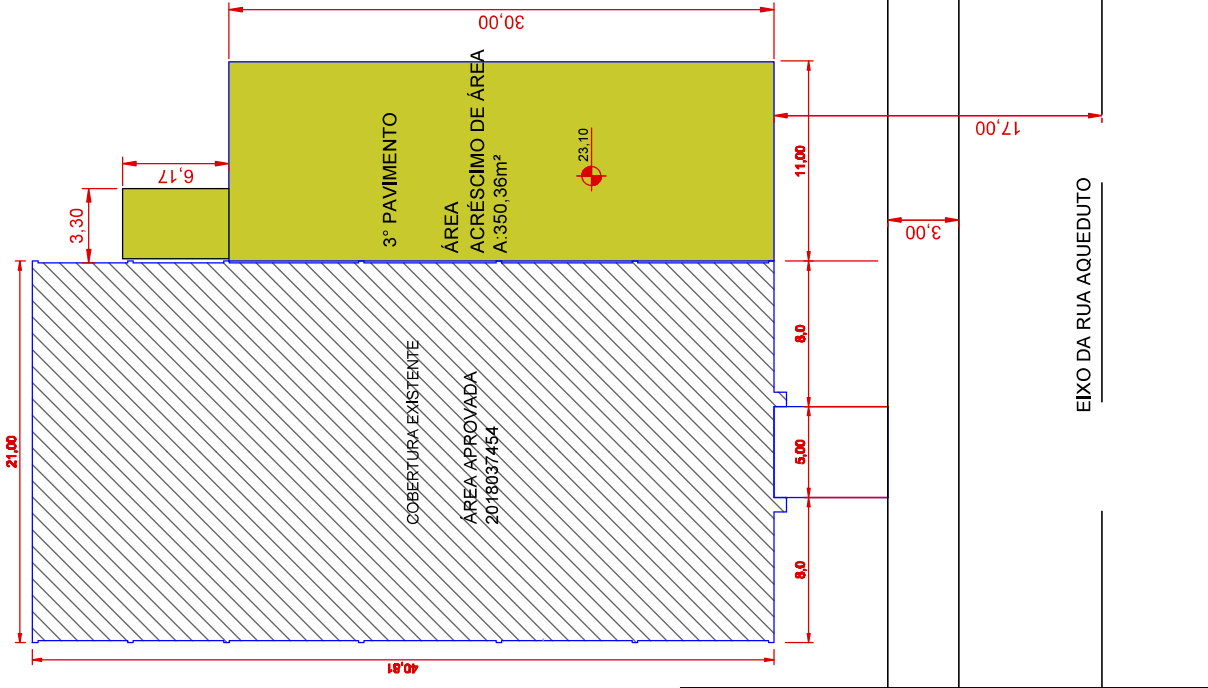 30,00
6,17
3,30
3° PAVIMENTO
ÁREA
ACRÉSCIMO DE ÁREA
A:350,36m²
23,10
11,00
17,00
3,00
21,00
COBERTURA EXISTENTE
ÁREA APROVADA
2018037454
8,0
5,00
8,0
40,81
EIXO DA RUA AQUEDUTO